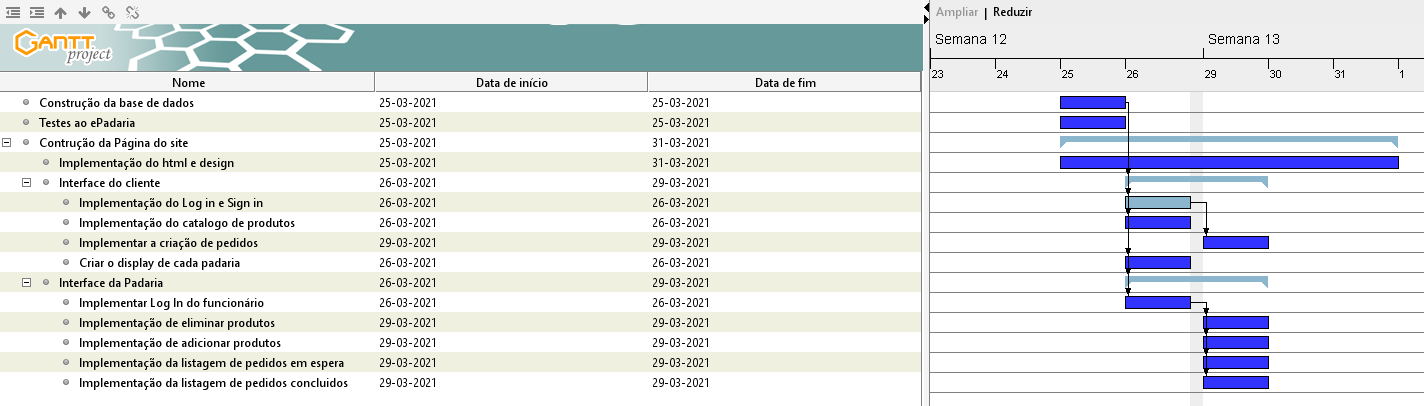 Ampliar | Reduzir
GANTT
project
Semana 12 Semana 13
23 24 25 26 29 30 31 1
Nome Data de início Data de fim
Construção da base de dados 25-03-2021 25-03-2021
Testes ao ePadaria 25-03-2021 25-03-2021
Contrução da Página do site 25-03-2021 31-03-2021
Implementação do html e design 25-03-2021 31-03-2021
Interface do cliente 26-03-2021 29-03-2021
Implementação do Log in e Sign in 26-03-2021 26-03-2021
Implementação do catalogo de produtos 26-03-2021 26-03-2021
Implementar a criação de pedidos 29-03-2021 29-03-2021
Criar o display de cada padaria 26-03-2021 26-03-2021
Interface da Padaria 26-03-2021 29-03-2021
Implementar Log In do funcionário 26-03-2021 26-03-2021
Implementação de eliminar produtos 29-03-2021 29-03-2021
Implementação de adicionar produtos 29-03-2021 29-03-2021
Implementação da listagem de pedidos em espera 29-03-2021 29-03-2021
Implementação da listagem de pedidos concluidos 29-03-2021 29-03-2021